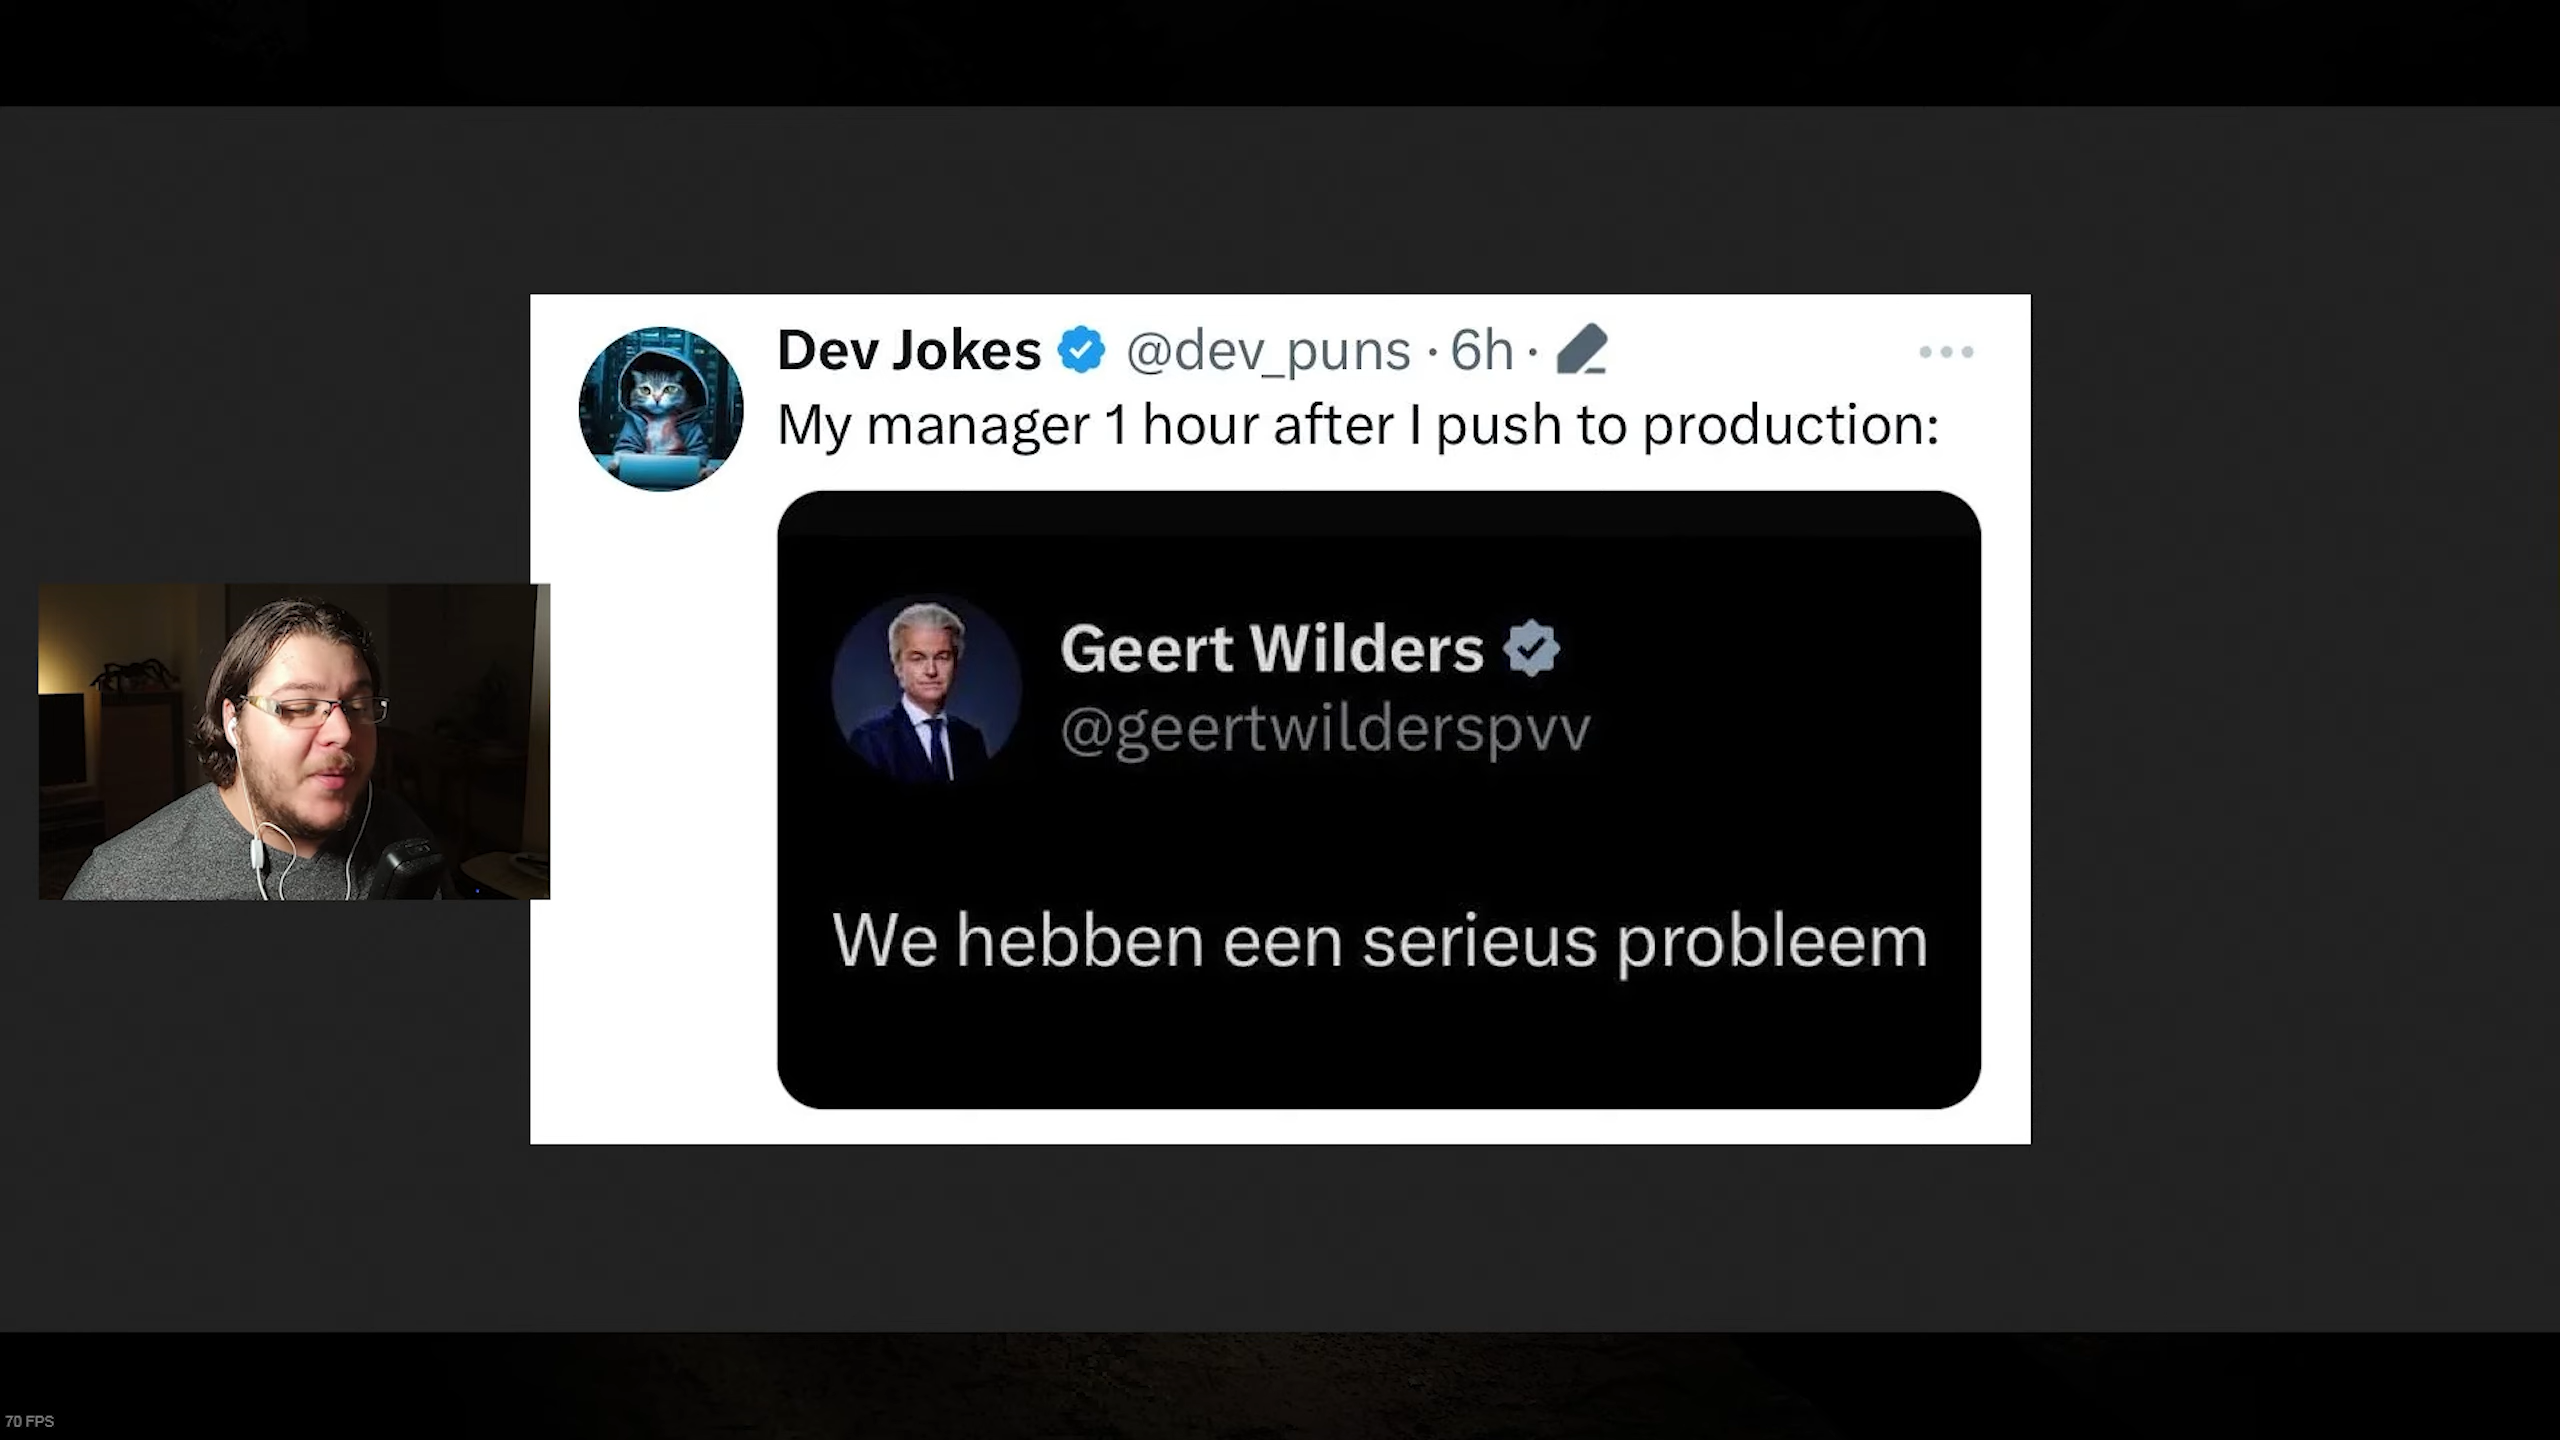 Dev Jokes @dev_puns · 6h ·
My manager 1 hour after I push to production:
Geert Wilders
@geertwilderspvv
We hebben een serieus probleem
70 FPS